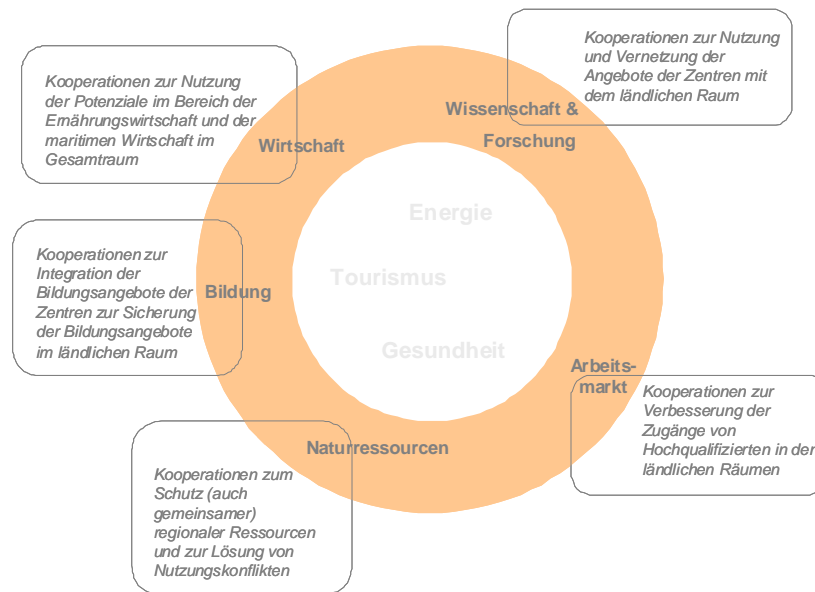 Kooperationen zur Nutzung
der Potenziale im Bereich der
Ernährungswirtschaft und der
maritimen Wirtschaft im
Gesamtraum
Wirtschaft
Kooperationen zur Nutzung
und Vernetzung der
Angebote der Zentren mit
dem ländlichen Raum
Wissenschaft &
Forschung
Energie
Tourismus
Gesundheit
Kooperationen zur
Integration der
Bildungsangebote der
Zentren zur Sicherung
der Bildungsangebote
im ländlichen Raum
Bildung
Arbeits-
markt
Kooperationen zur
Verbesserung der
Zugänge von
Hochqualifizierten in den
ländlichen Räumen
Naturressourcen
Kooperationen zum
Schutz (auch
gemeinsamer)
regionaler Ressourcen
und zur Lösung von
Nutzungskonflikten